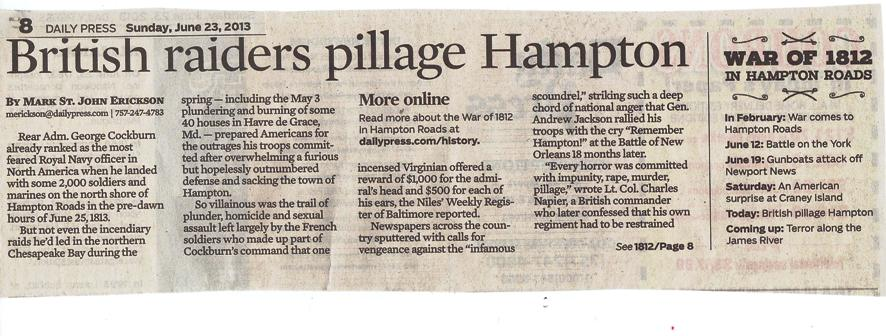 8 DAILY PRESS Sunday, June 23, 2013
British raiders pillage Hampton
BY MARK ST. JOHN ERICKSON
merickson@dailypress.com | 757-247-4783
Rear Adm. George Cockburn
already ranked as the most
feared Royal Navy officer in
North America when he landed
with some 2,000 soldiers and
marines on the north shore of
Hampton Roads in the pre-dawn
hours of June 25, 1813.
But not even the incendiary
raids he'd led in the northern
Chesapeake Bay during the
spring — including the May 3
plundering and burning of some
40 houses in Havre de Grace,
Md. — prepared Americans for
the outrages his troops commit-
ted after overwhelming a furious
but hopelessly outnumbered
defense and sacking the town of
Hampton.
So villainous was the trail of
plunder, homicide and sexual
assault left largely by the French
soldiers who made up part of
Cockburn's command that one
More online
Read more about the War of 1812
in Hampton Roads at
dailypress.com/history.
incensed Virginian offered a
reward of $1,000 for the admi-
ral's head and $500 for each of
his ears, the Niles' Weekly Regis-
ter of Baltimore reported.
Newspapers across the coun-
try sputtered with calls for
vengeance against the "infamous
scoundrel," striking such a deep
chord of national anger that Gen.
Andrew Jackson rallied his
troops with the cry "Remember
Hampton!" at the Battle of New
Orleans 18 months later.
"Every horror was committed
with impunity, rape, murder,
pillage," wrote Lt. Col. Charles
Napier, a British commander
who later confessed that his own
regiment had to be restrained
See 1812/Page 8
WAR OF 1812
IN HAMPTON ROADS
In February: War comes to
Hampton Roads
June 12: Battle on the York
June 19: Gunboats attack off
Newport News
Saturday: An American
surprise at Craney Island
Today: British pillage Hampton
Coming up: Terror along the
James River